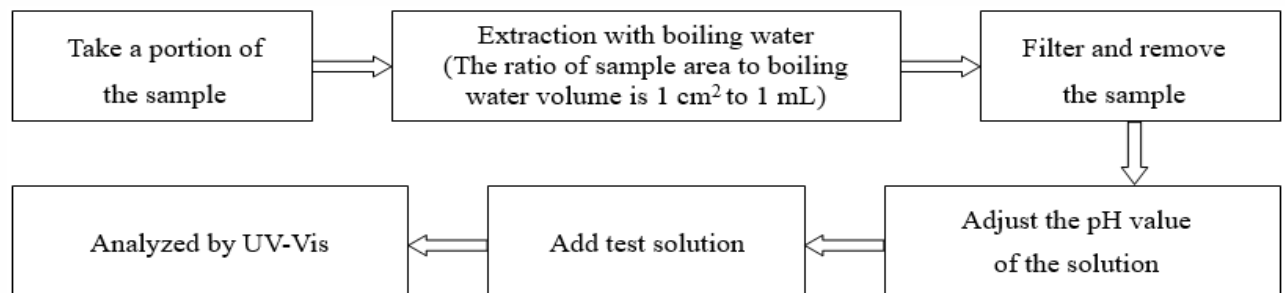 Take a portion of
the sample
Extraction with boiling water
(The ratio of sample area to boiling
water volume is 1 cm² to 1 mL)
Filter and remove
the sample
Adjust the pH value
of the solution
Add test solution
Analyzed by UV-Vis